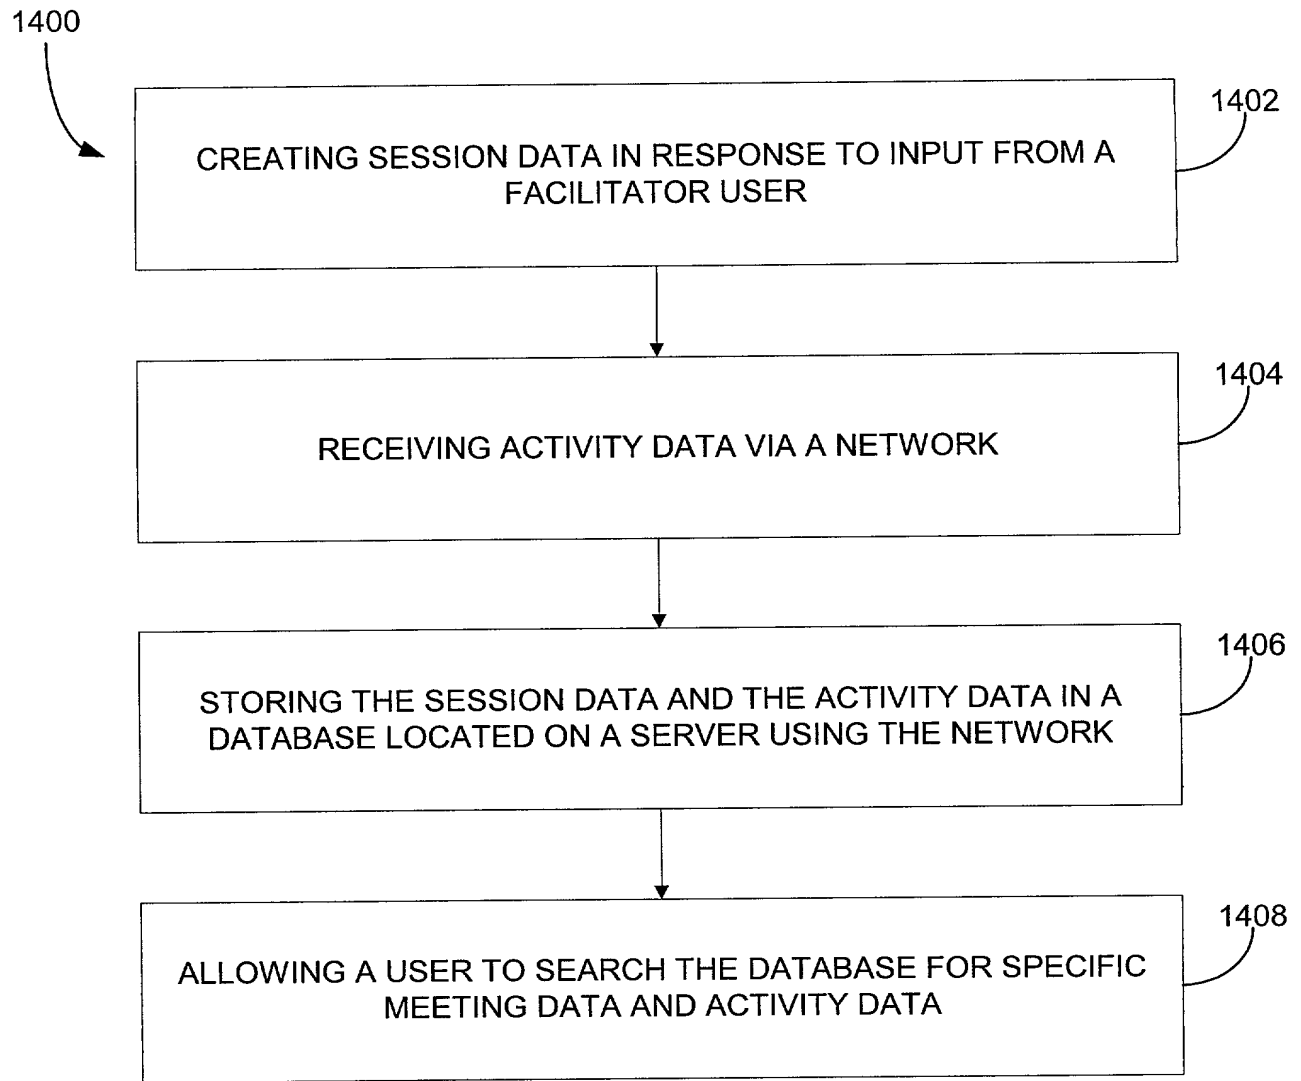 1400
1402
CREATING SESSION DATA IN RESPONSE TO INPUT FROM A
FACILITATOR USER
1404
RECEIVING ACTIVITY DATA VIA A NETWORK
1406
STORING THE SESSION DATA AND THE ACTIVITY DATA IN A
DATABASE LOCATED ON A SERVER USING THE NETWORK
1408
ALLOWING A USER TO SEARCH THE DATABASE FOR SPECIFIC
MEETING DATA AND ACTIVITY DATA